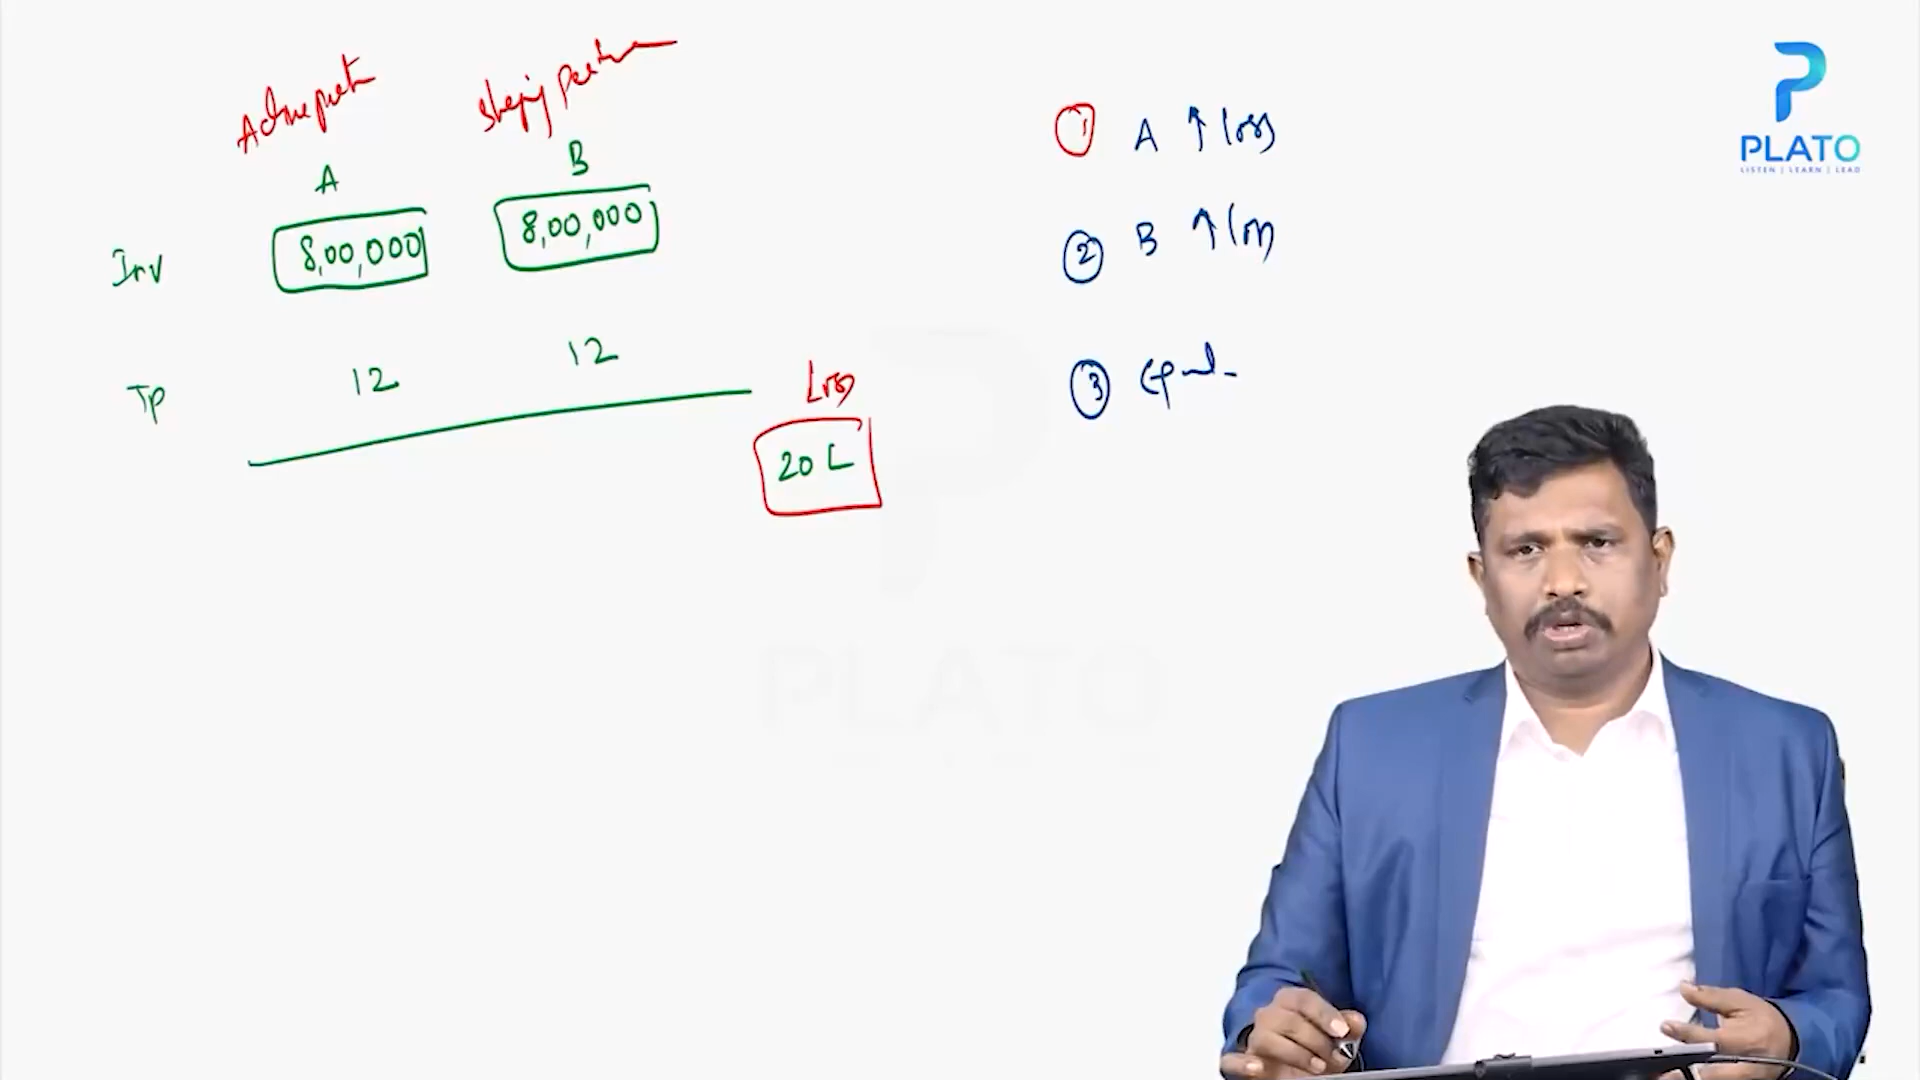 Active partn
Sleeping Partner
A B
Inv 8,00,000 8,00,000
Tp 12 12
Loss
20 L
① A ↑ loss
② B ↑ loss
③ Equal-
PLATO
LISTEN | LEARN | LEAD
PLATO